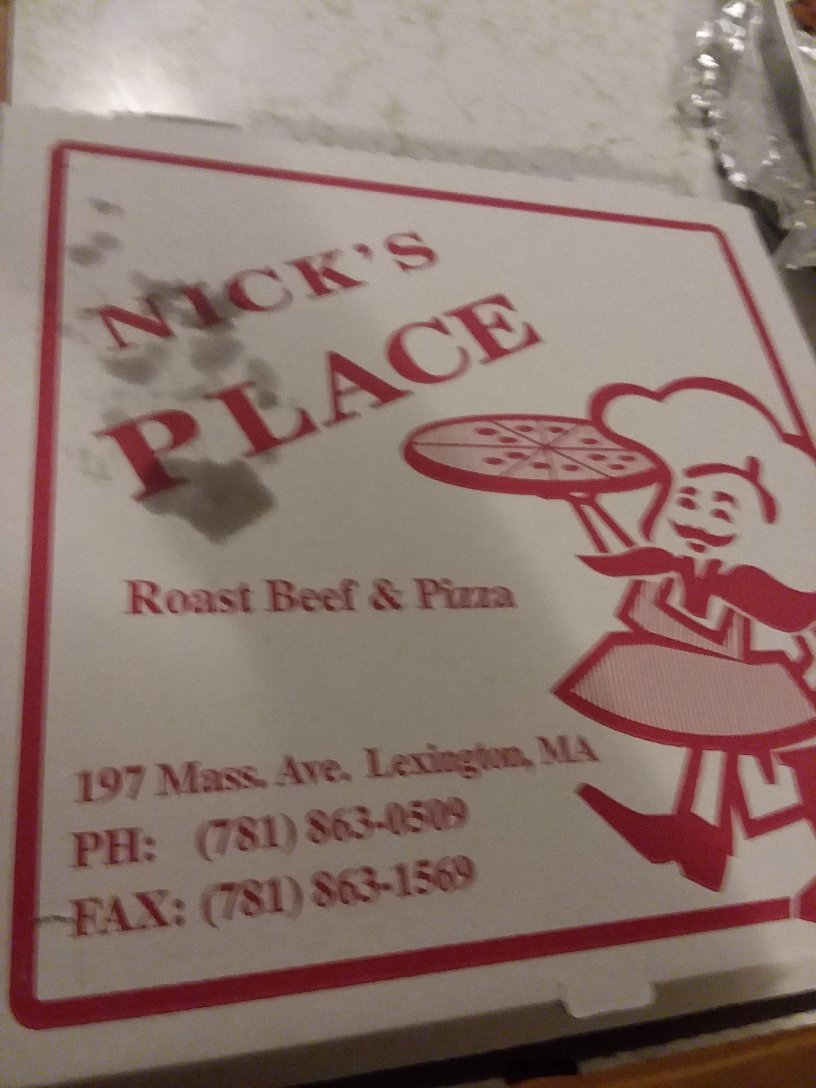 NICK'S
PLACE
Roast Beef & Pizza
197 Mass. Ave. Lexington, MA
PH: (781) 863-0509
FAX: (781) 863-1569